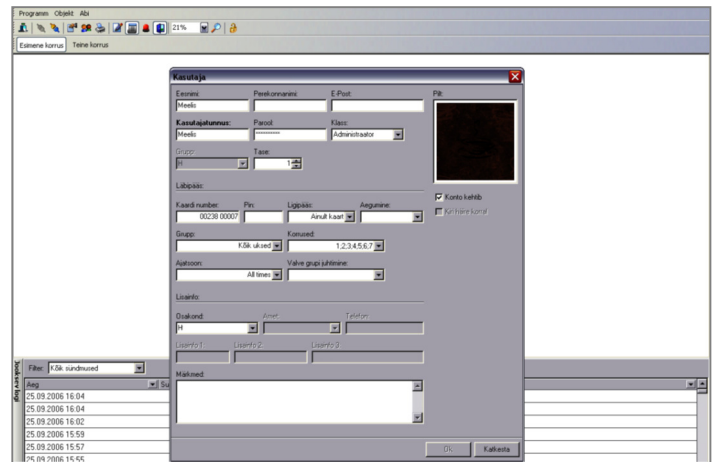 Programm Objekt Abi
21%
Esimene korrus Teine korrus
Kasutaja
Eesnimi: Perekonnanimi: E-Post: Pilt:
Meelis
Kasutajatunnus: Parool: Klass:
Meelis ********** Administraator
Grupp: Tase:
H 1
Läbipääs:
Konto kehtib
Kaardi number: Pin: Ligipääs: Aegumine:
00238 00007 Ainult kaart
Grupp: Korrused:
Kõik uksed 1;2;3;4;5;6;7
Ajatsoon: Valve grupi juhtimine:
All times
Lisainfo:
Osakond: Amet: Telefon:
H
Lisainfo 1 Lisainfo 2 Lisainfo 3
Märkmed:
Filter: Kõik sündmused
Jooksev logi
Aeg Su
25.09.2006 16:04
25.09.2006 16:04
25.09.2006 16:02
25.09.2006 15:59
25.09.2006 15:57
25.09.2006 15:55
Ok Katkesta